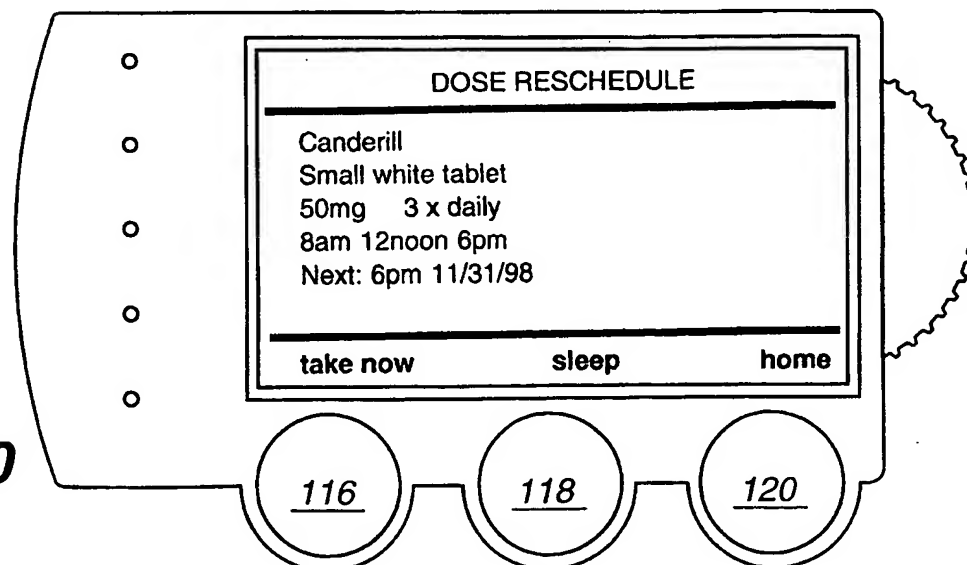 DOSE RESCHEDULE
Canderill
Small white tablet
50mg 3 x daily
8am 12noon 6pm
Next: 6pm 11/31/98
take now sleep home
0
116 118 120